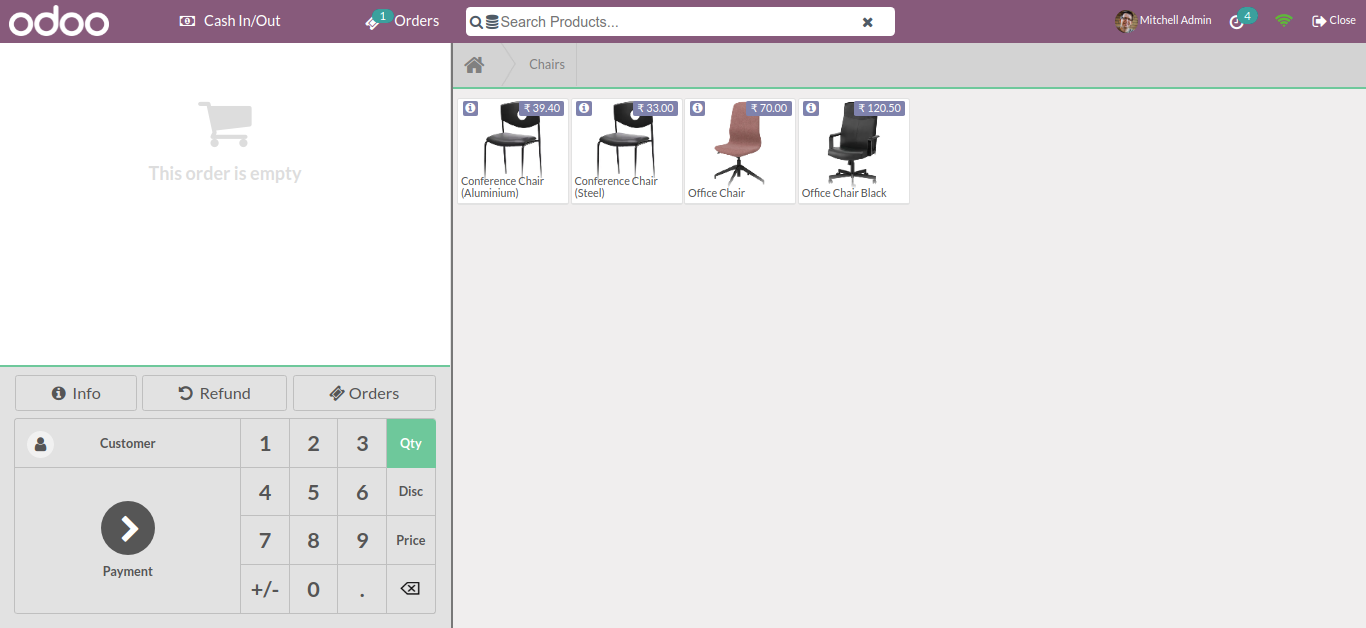 odoo
Cash In/Out
1
Orders
Search Products...
Mitchell Admin
4
Close
This order is empty
Chairs
₹ 39.40
Conference Chair
(Aluminium)
₹ 33.00
Conference Chair
(Steel)
₹ 70.00
Office Chair
₹ 120.50
Office Chair Black
Info
Refund
Orders
Customer
1 2 3 Qty
4 5 6 Disc
7 8 9 Price
+/- 0 .
Payment